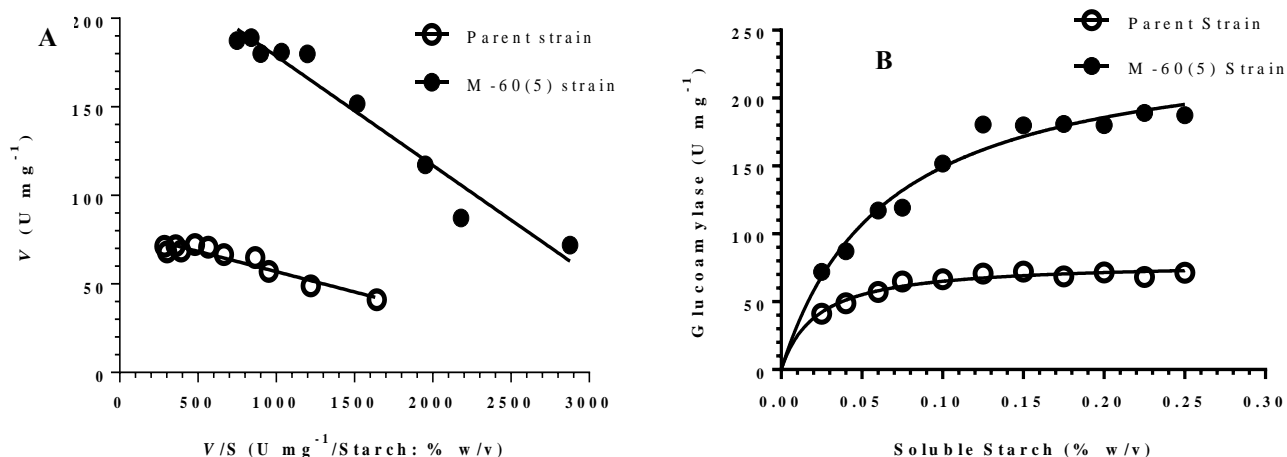 A
Parent strain
M-60(5) strain
V (U mg-1)
200
150
100
50
0
0 500 1000 1500 2000 2500 3000
V/S (U mg-1/Starch: % w/v)
B
Parent Strain
M-60(5) Strain
Glucoamylase (U mg-1)
250
200
150
100
50
0
0.00 0.05 0.10 0.15 0.20 0.25 0.30
Soluble Starch (% w/v)